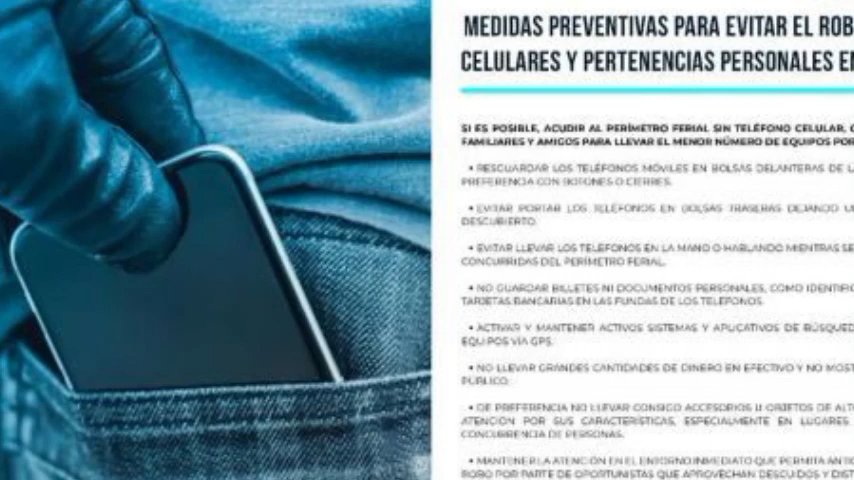 MEDIDAS PREVENTIVAS PARA EVITAR EL ROB
CELULARES Y PERTENENCIAS PERSONALES EN
SI ES POSIBLE, ACUDIR AL PERÍMETRO FERIAL SIN TELÉFONO CELULAR,
FAMILIARES Y AMIGOS PARA LLEVAR EL MENOR NÚMERO DE EQUIPOS POR
• RESGUARDAR LOS TELÉFONOS MÓVILES EN BOLSAS DELANTERAS DE LA
PREFERENCIA CON BOTONES O CIERRES.
• EVITAR PORTAR LOS TELÉFONOS EN BOLSAS TRASERAS DEJANDO U
DESCUBIERTO.
• EVITAR LLEVAR LOS TELÉFONOS EN LA MANO O HABLANDO MIENTRAS SE
CONCURRIDAS DEL PERÍMETRO FERIAL.
• NO GUARDAR BILLETES NI DOCUMENTOS PERSONALES, COMO IDENTIFIC
TARJETAS BANCARIAS EN LAS FUNDAS DE LOS TELÉFONOS.
• ACTIVAR Y MANTENER ACTIVOS SISTEMAS Y APLICATIVOS DE BÚSQUED
EQUIPOS VÍA GPS.
• NO LLEVAR GRANDES CANTIDADES DE DINERO EN EFECTIVO Y NO MOST
PÚBLICO.
• DE PREFERENCIA NO LLEVAR CONSIGO ACCESORIOS U OBJETOS DE ALT
ATENCIÓN POR SUS CARACTERÍSTICAS, ESPECIALMENTE EN LUGARES
CONCURRENCIA DE PERSONAS.
• MANTENER LA ATENCIÓN EN EL ENTORNO INMEDIATO QUE PERMITA ANTIC
ROBO POR PARTE DE OPORTUNISTAS QUE APROVECHAN DESCUIDOS Y DIST